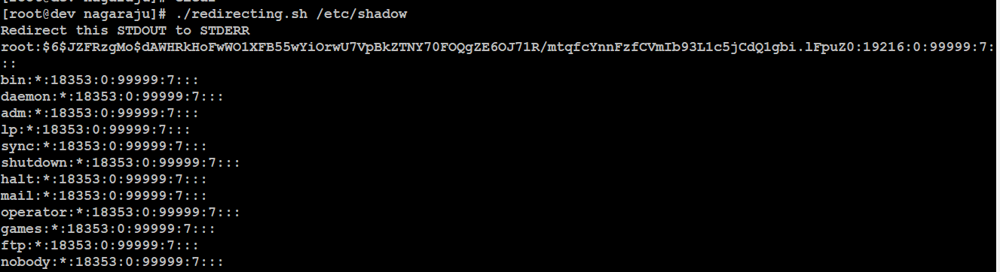 [root@dev nagaraju]# ./redirecting.sh /etc/shadow
Redirect this STDOUT to STDERR
root:$6$JZFRzgMo$dAWHRkHoFwWO1XFB55wYiOrwU7VpBkZTNY70FOQgZE6OJ71R/mtqfcYnnFzfCVmIb93L1c5jCdQ1gbi.lFpuZ0:19216:0:99999:7:
::
bin:*:18353:0:99999:7:::
daemon:*:18353:0:99999:7:::
adm:*:18353:0:99999:7:::
lp:*:18353:0:99999:7:::
sync:*:18353:0:99999:7:::
shutdown:*:18353:0:99999:7:::
halt:*:18353:0:99999:7:::
mail:*:18353:0:99999:7:::
operator:*:18353:0:99999:7:::
games:*:18353:0:99999:7:::
ftp:*:18353:0:99999:7:::
nobody:*:18353:0:99999:7:::